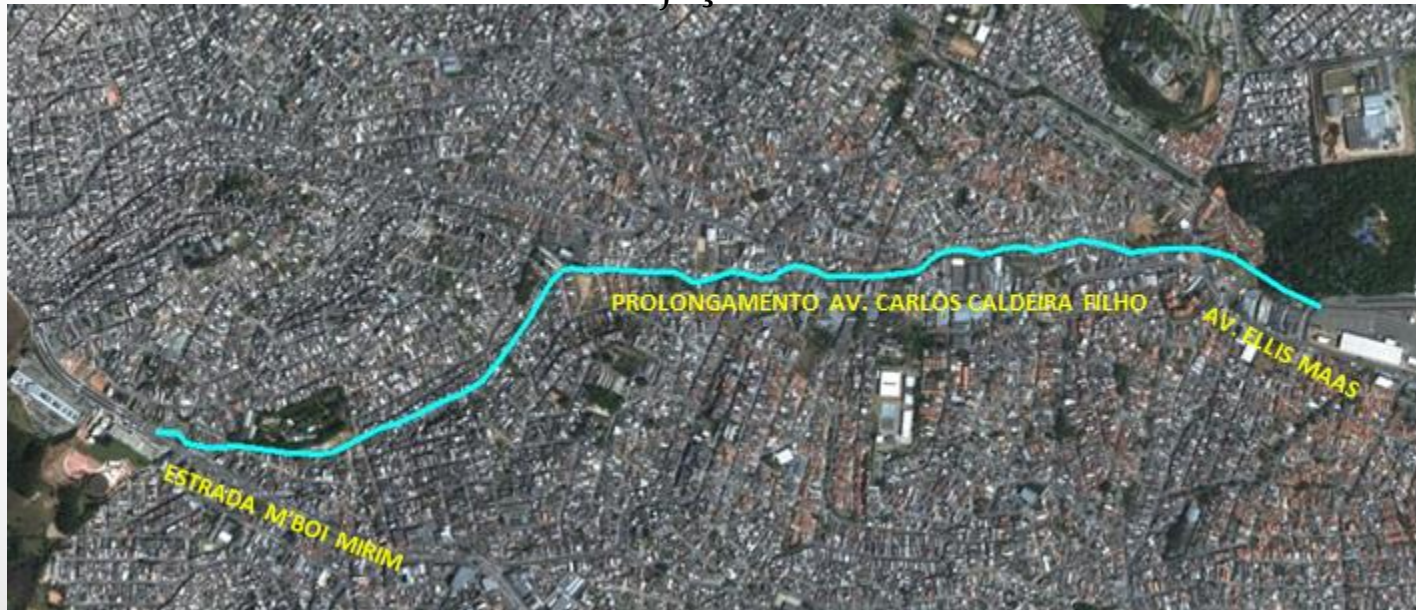 PROLONGAMENTO AV. CARLOS CALDEIRA FILHO
AV. ELLIS MAAS
ESTRADA M'BOI MIRIM